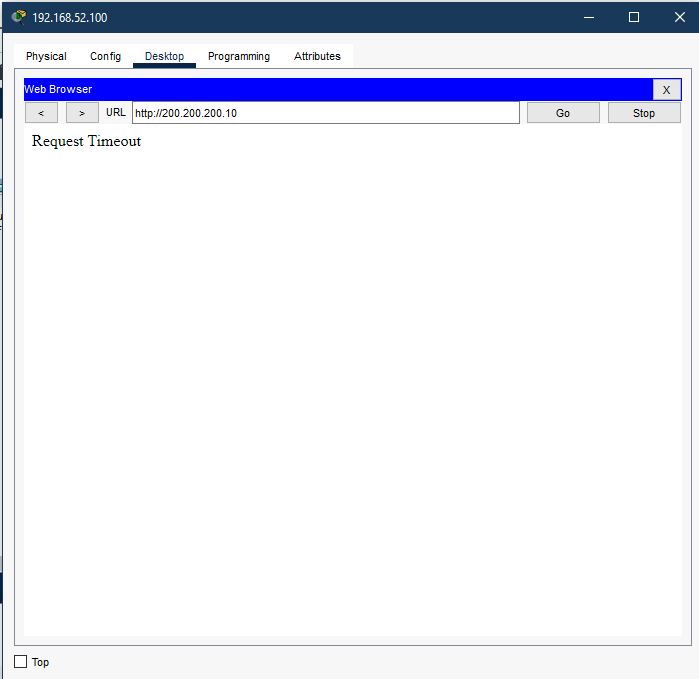 192.168.52.100
Physical Config Desktop Programming Attributes
Web Browser X
< > URL http://200.200.200.10 Go Stop
Request Timeout
Top